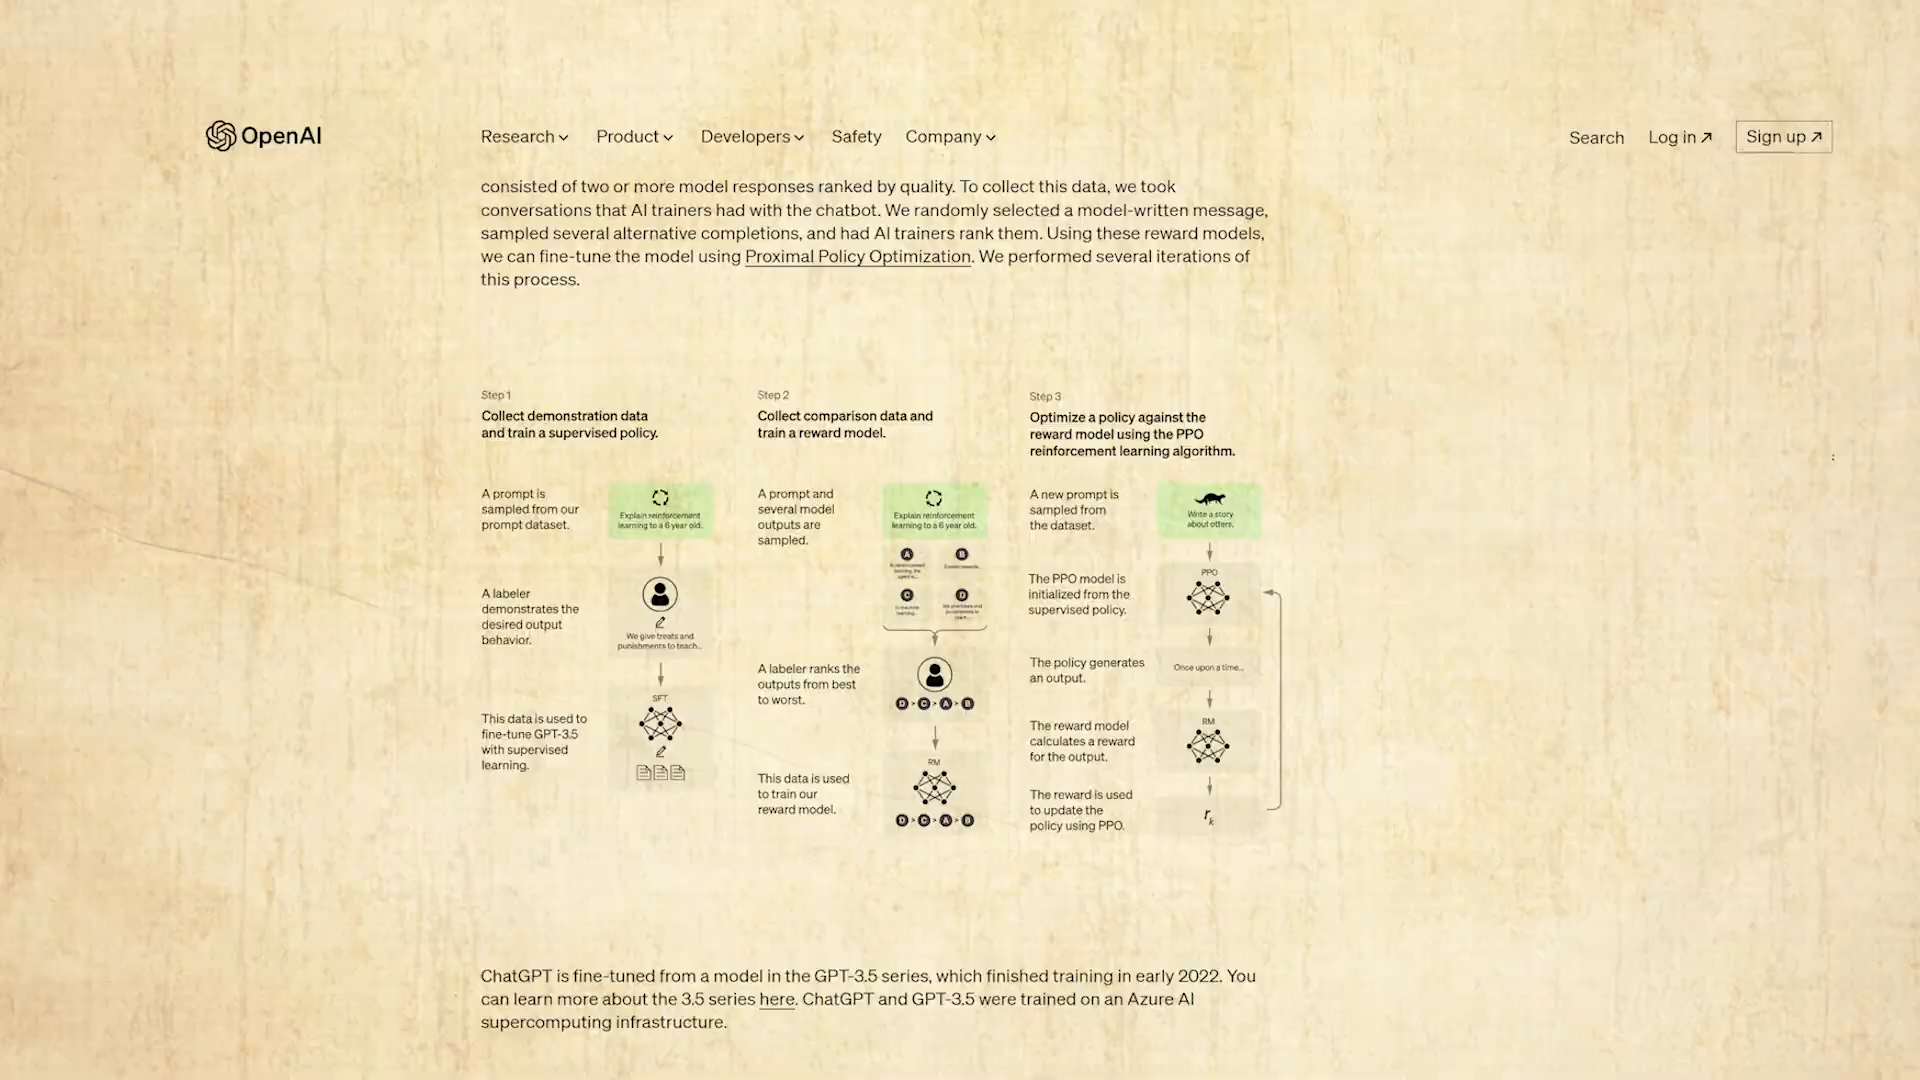 OpenAI
Research Product Developers Safety Company
Search Log in Sign up
consisted of two or more model responses ranked by quality. To collect this data, we took
conversations that AI trainers had with the chatbot. We randomly selected a model-written message,
sampled several alternative completions, and had AI trainers rank them. Using these reward models,
we can fine-tune the model using Proximal Policy Optimization. We performed several iterations of
this process.
Step 1
Collect demonstration data
and train a supervised policy.
A prompt is
sampled from our
prompt dataset.
Explain reinforcement
learning to a 6 year old.
A labeler
demonstrates the
desired output
behavior.
We give treats and
punishments to teach...
This data is used to
fine-tune GPT-3.5
with supervised
learning.
SFT
Step 2
Collect comparison data and
train a reward model.
A prompt and
several model
outputs are
sampled.
Explain reinforcement
learning to a 6 year old.
A
B
C
D
A labeler ranks the
outputs from best
to worst.
D > C > A > B
This data is used
to train our
reward model.
RM
D > C > A > B
Step 3
Optimize a policy against the
reward model using the PPO
reinforcement learning algorithm.
A new prompt is
sampled from
the dataset.
Write a story
about otters.
The PPO model is
initialized from the
supervised policy.
PPO
The policy generates
an output.
Once upon a time...
The reward model
calculates a reward
for the output.
RM
The reward is used
to update the
policy using PPO.
rk
ChatGPT is fine-tuned from a model in the GPT-3.5 series, which finished training in early 2022. You
can learn more about the 3.5 series here. ChatGPT and GPT-3.5 were trained on an Azure AI
supercomputing infrastructure.